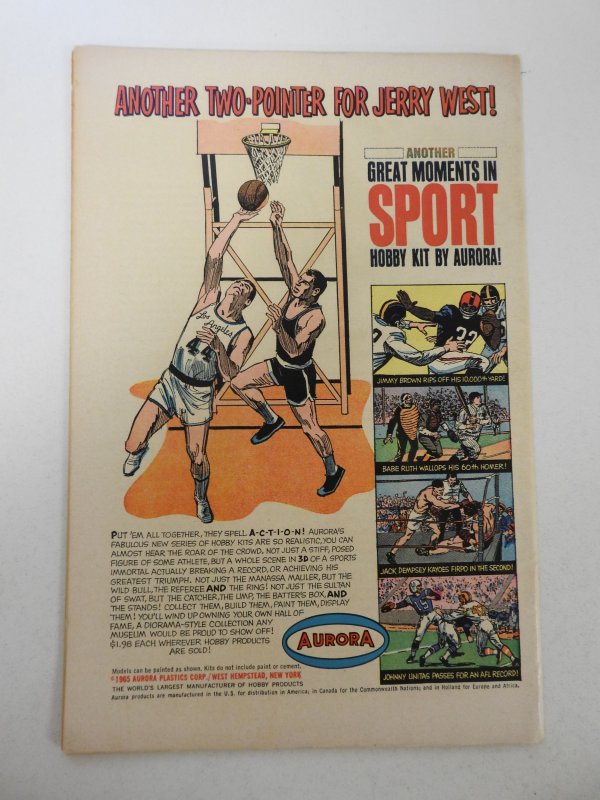 ANOTHER TWO-POINTER FOR JERRY WEST!
ANOTHER
GREAT MOMENTS IN
SPORT
HOBBY KIT BY AURORA!
Los Angeles
44
32
JIMMY BROWN RIPS OFF HIS 10,000th YARD!
BABE RUTH WALLOPS HIS 60th HOMER!
JACK DEMPSEY KAYOES FIRPO IN THE SECOND!
JOHNNY UNITAS PASSES FOR AN AFL RECORD!
PUT 'EM ALL TOGETHER, THEY SPELL A-C-T-I-O-N! AURORA'S
FABULOUS NEW SERIES OF HOBBY KITS ARE SO REALISTIC, YOU CAN
ALMOST HEAR THE ROAR OF THE CROWD. NOT JUST A STIFF, POSED
FIGURE OF SOME ATHLETE, BUT A WHOLE SCENE IN 3D OF A SPORTS
IMMORTAL ACTUALLY BREAKING A RECORD, OR ACHIEVING HIS
GREATEST TRIUMPH. NOT JUST THE MANASSA MAULER, BUT THE
WILD BULL, THE REFEREE AND THE RING! NOT JUST THE SULTAN
OF SWAT, BUT THE CATCHER, THE UMP, THE BATTER'S BOX, AND
THE STANDS! COLLECT THEM, BUILD THEM, PAINT THEM, DISPLAY
THEM! YOU'LL WIND UP OWNING YOUR OWN HALL OF
FAME, A DIORAMA-STYLE COLLECTION ANY
MUSEUM WOULD BE PROUD TO SHOW OFF!
$1.98 EACH WHEREVER HOBBY PRODUCTS
ARE SOLD!
AURORA
Models can be painted as shown. Kits do not include paint or cement.
©1965 AURORA PLASTICS CORP./WEST HEMPSTEAD, NEW YORK
THE WORLD'S LARGEST MANUFACTURER OF HOBBY PRODUCTS
Aurora products are manufactured in the U.S. for distribution in America; in Canada for the Commonwealth Nations; and in Holland for Europe and Africa.